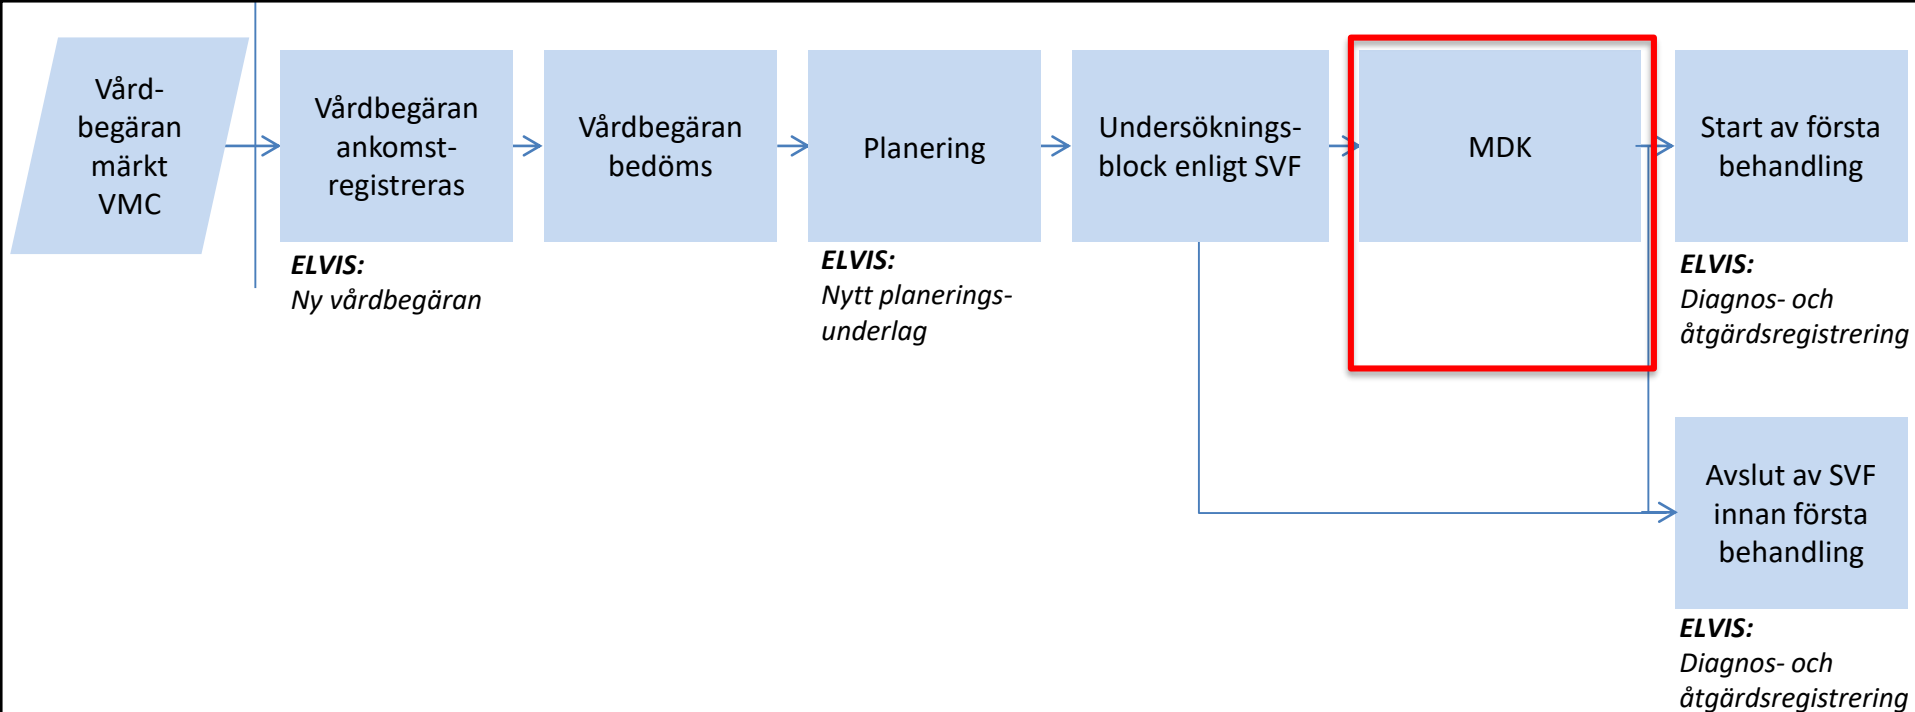 Vård-
begäran
märkt
VMC
Vårdbegäran
ankomst-
registreras
ELVIS:
Ny vårdbegäran
Vårdbegäran
bedöms
Planering
ELVIS:
Nytt planerings-
underlag
Undersöknings-
block enligt SVF
MDK
Start av första
behandling
ELVIS:
Diagnos- och
åtgärdsregistrering
Avslut av SVF
innan första
behandling
ELVIS:
Diagnos- och
åtgärdsregistrering